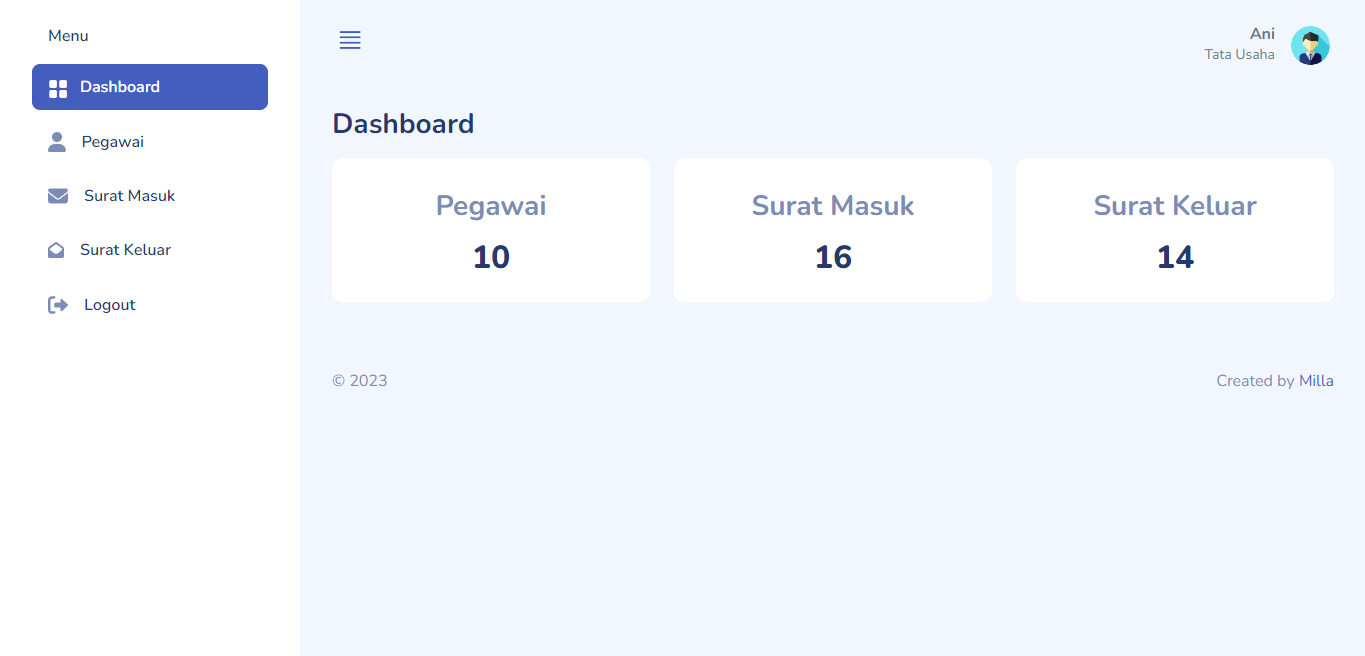 Menu
Dashboard
Pegawai
Surat Masuk
Surat Keluar
Logout
Ani
Tata Usaha
Dashboard
Pegawai
10
Surat Masuk
16
Surat Keluar
14
© 2023
Created by Milla